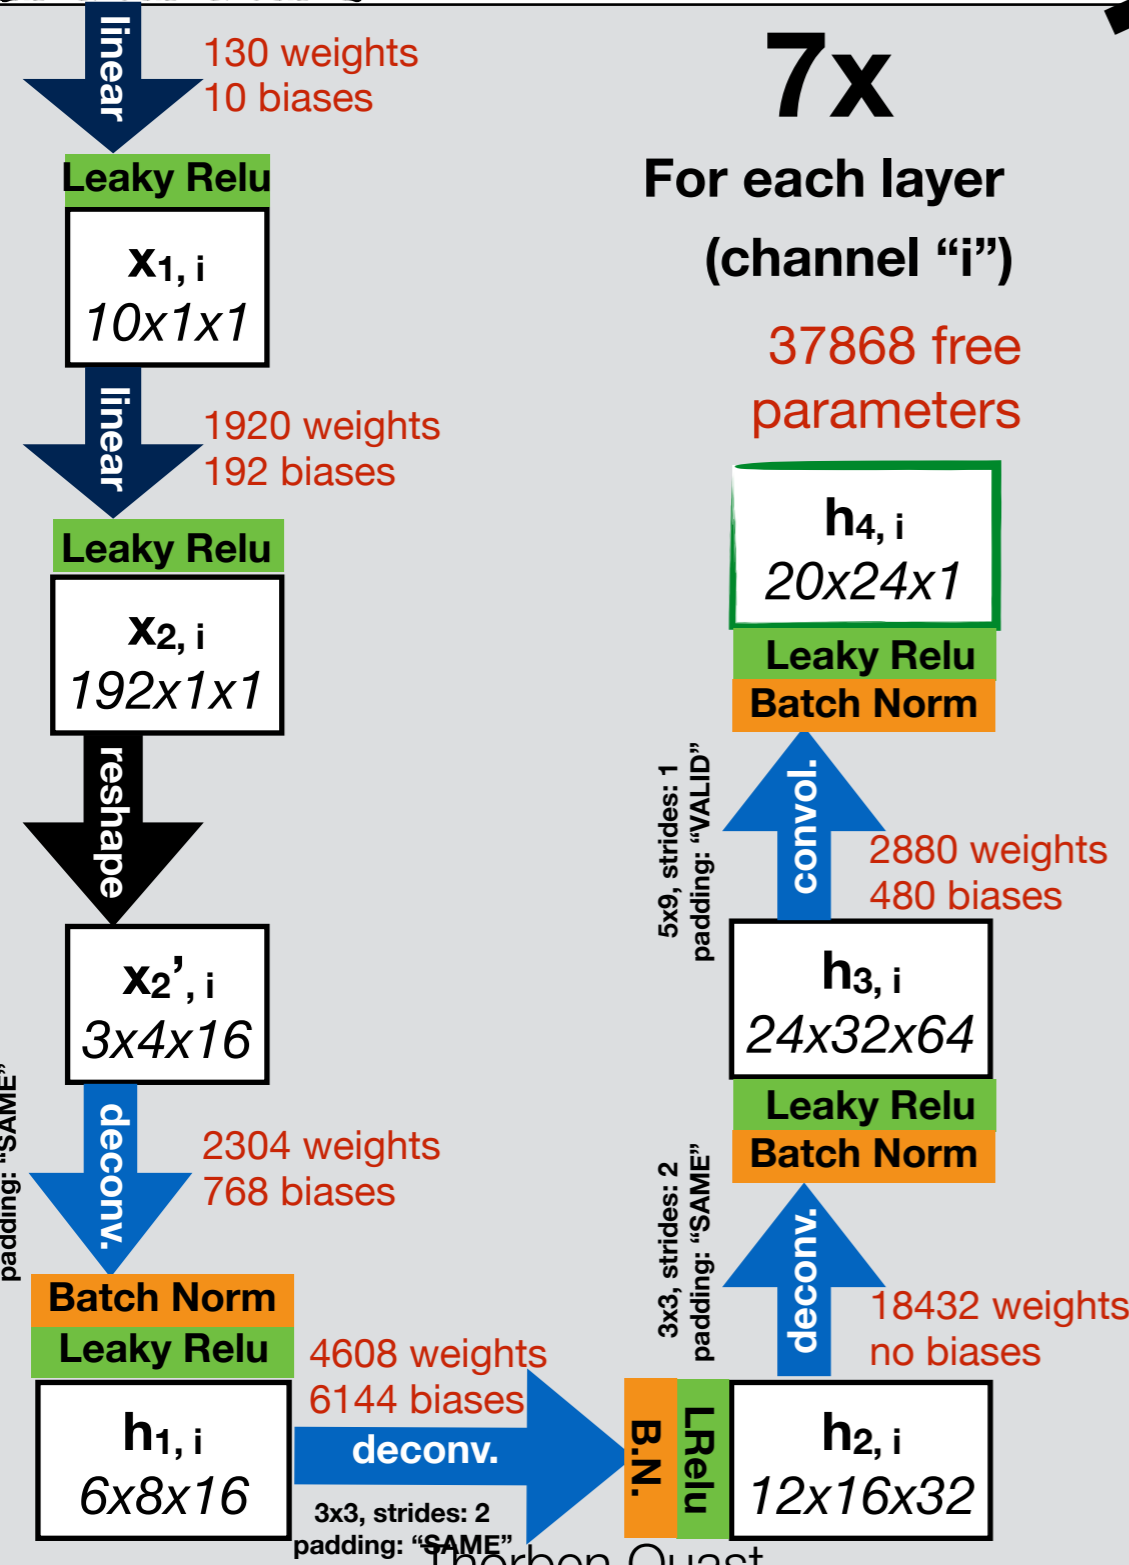 linear
130 weights
10 biases
Leaky Relu
x1, i
10x1x1
linear
1920 weights
192 biases
Leaky Relu
x2, i
192x1x1
reshape
x2’, i
3x4x16
padding: “SAME”
deconv.
2304 weights
768 biases
Batch Norm
Leaky Relu
h1, i
6x8x16
4608 weights
6144 biases
deconv.
3x3, strides: 2
padding: “SAME”
B.N.
LRelu
h2, i
12x16x32
3x3, strides: 2
padding: “SAME”
deconv.
18432 weights
no biases
Batch Norm
Leaky Relu
h3, i
24x32x64
5x9, strides: 1
padding: “VALID”
convol.
2880 weights
480 biases
Batch Norm
Leaky Relu
h4, i
20x24x1
7x
For each layer
(channel “i”)
37868 free
parameters
Thorben Quast